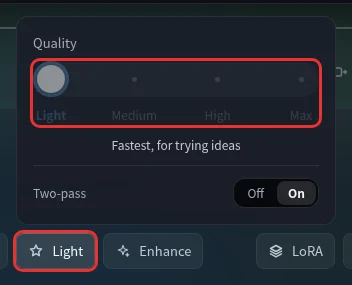 Quality
Light Medium High Max
Fastest, for trying ideas
Two-pass Off On
Light Enhance LoRA